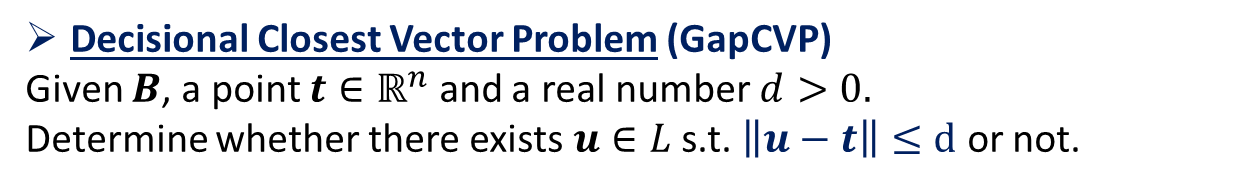 ➢ Decisional Closest Vector Problem (GapCVP)
Given B, a point t ∈ ℝⁿ and a real number d > 0.
Determine whether there exists u ∈ L s.t. ‖u − t‖ ≤ d or not.